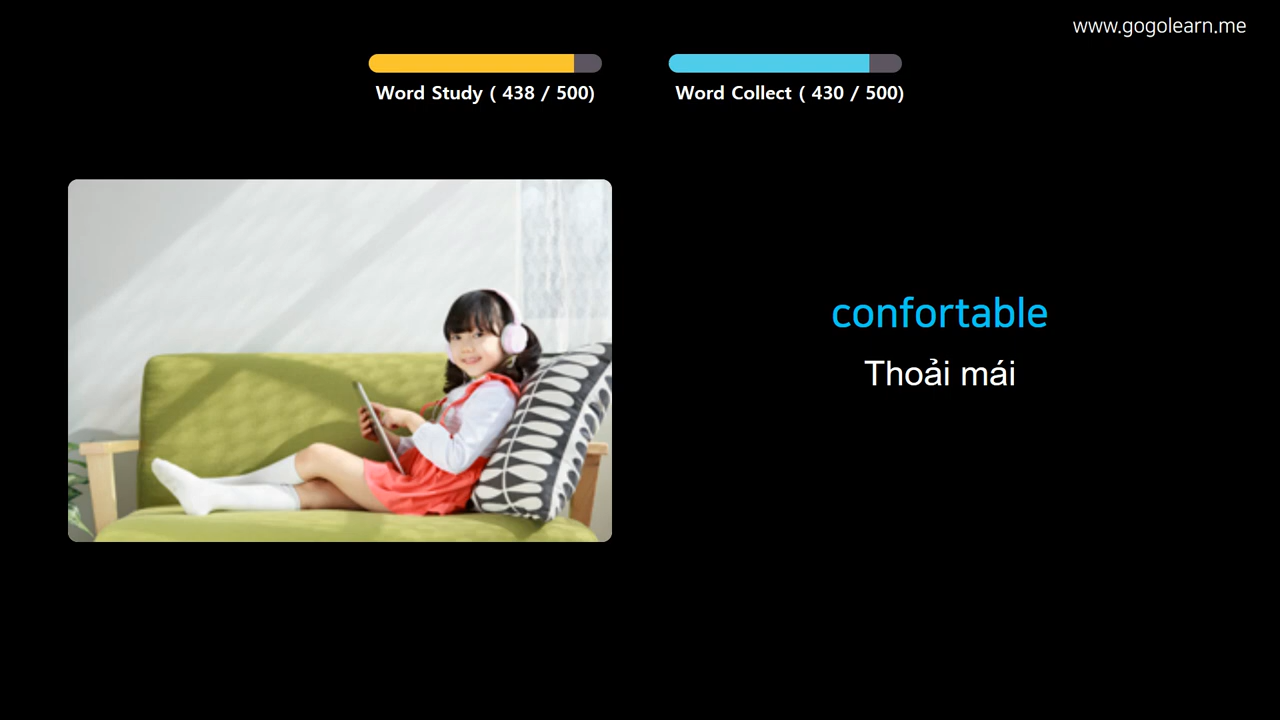 www.gogolearn.me
Word Study ( 438 / 500)
Word Collect ( 430 / 500)
confortable
Thoải mái